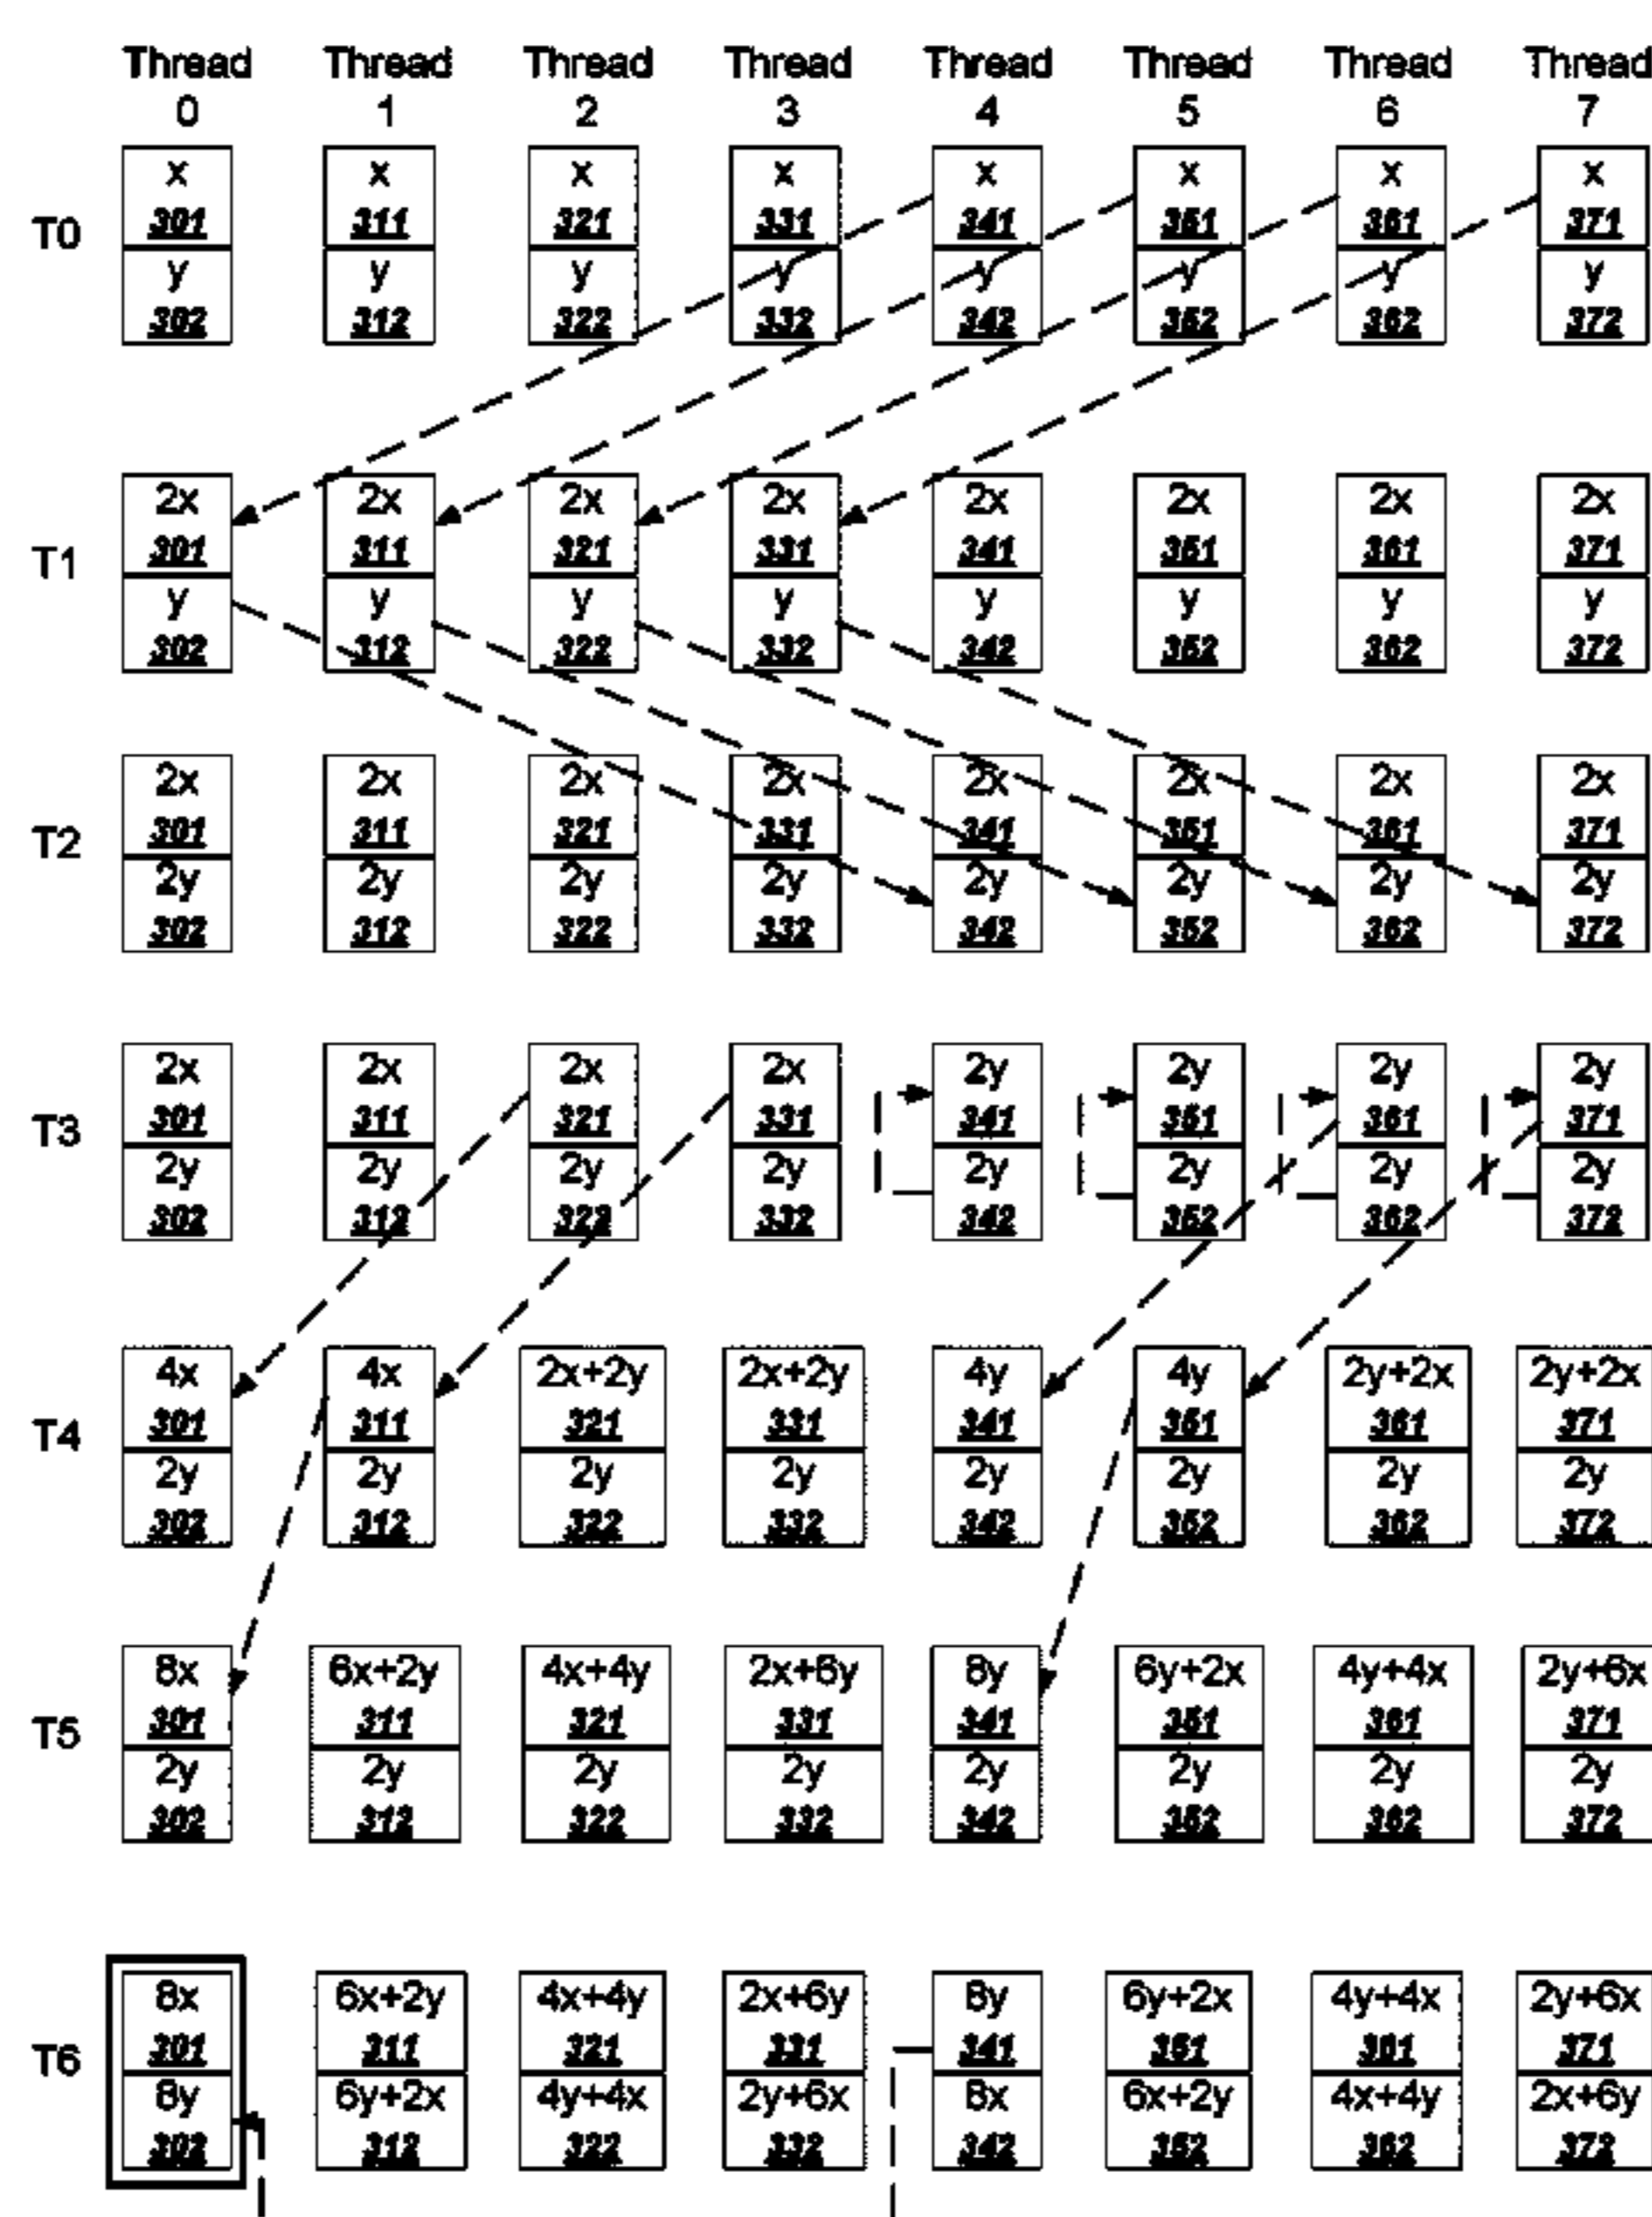 Thread Thread Thread Thread Thread Thread Thread Thread
0 1 2 3 4 5 6 7
x x x x x x x x
T0
301 311 321 331 341 351 361 371
y y y y y y y y
302 312 322 332 342 352 362 372
2x 2x 2x 2x 2x 2x 2x 2x
301 311 321 331 341 351 361 371
T1
y y y y y y y y
302 312 322 332 342 352 362 372
2x 2x 2x 2x 2x 2x 2x 2x
301 311 321 331 341 351 361 371
T2
2y 2y 2y 2y 2y 2y 2y 2y
302 312 322 332 342 352 362 372
2x 2x 2x 2x 2y 2y 2y 2y
301 311 321 331 341 351 361 371
T3
2y 2y 2y 2y 2y 2y 2y 2y
302 312 322 332 342 352 362 372
4x 4x 2x+2y 2x+2y 4y 4y 2y+2x 2y+2x
301 311 321 331 341 351 361 371
T4
2y 2y 2y 2y 2y 2y 2y 2y
302 312 322 332 342 352 362 372
8x 6x+2y 4x+4y 2x+6y 8y 6y+2x 4y+4x 2y+6x
301 311 321 331 341 351 361 371
T5
2y 2y 2y 2y 2y 2y 2y 2y
302 312 322 332 342 352 362 372
8x 6x+2y 4x+4y 2x+6y 8y 6y+2x 4y+4x 2y+6x
301 311 321 331 341 351 361 371
T6
8y 6y+2x 4y+4x 2y+6x 8x 6x+2y 4x+4y 2x+6y
302 312 322 332 342 352 362 372